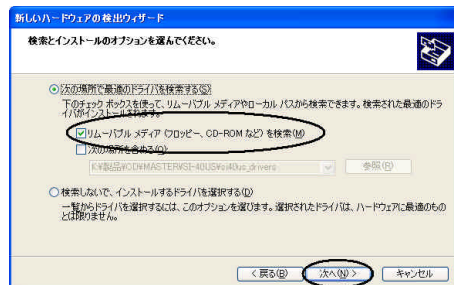 新しいハードウェアの検出ウィザード
検索とインストールのオプションを選んでください。
次の場所で最適のドライバを検索する(S)
下のチェック ボックスを使って、リムーバブル メディアやローカル パスから検索できます。検索された最適のドラ
イバがインストールされます。
リムーバブル メディア (フロッピー、CD-ROM など) を検索(M)
次の場所を含める(O)
K:¥製品¥CD¥MASTER¥SI-40US¥si40us_drivers
参照(R)
検索しないで、インストールするドライバを選択する(D)
一覧からドライバを選択するには、このオプションを選びます。選択されたドライバは、ハードウェアに最適のもの
とは限りません。
< 戻る(B)
次へ(N) >
キャンセル